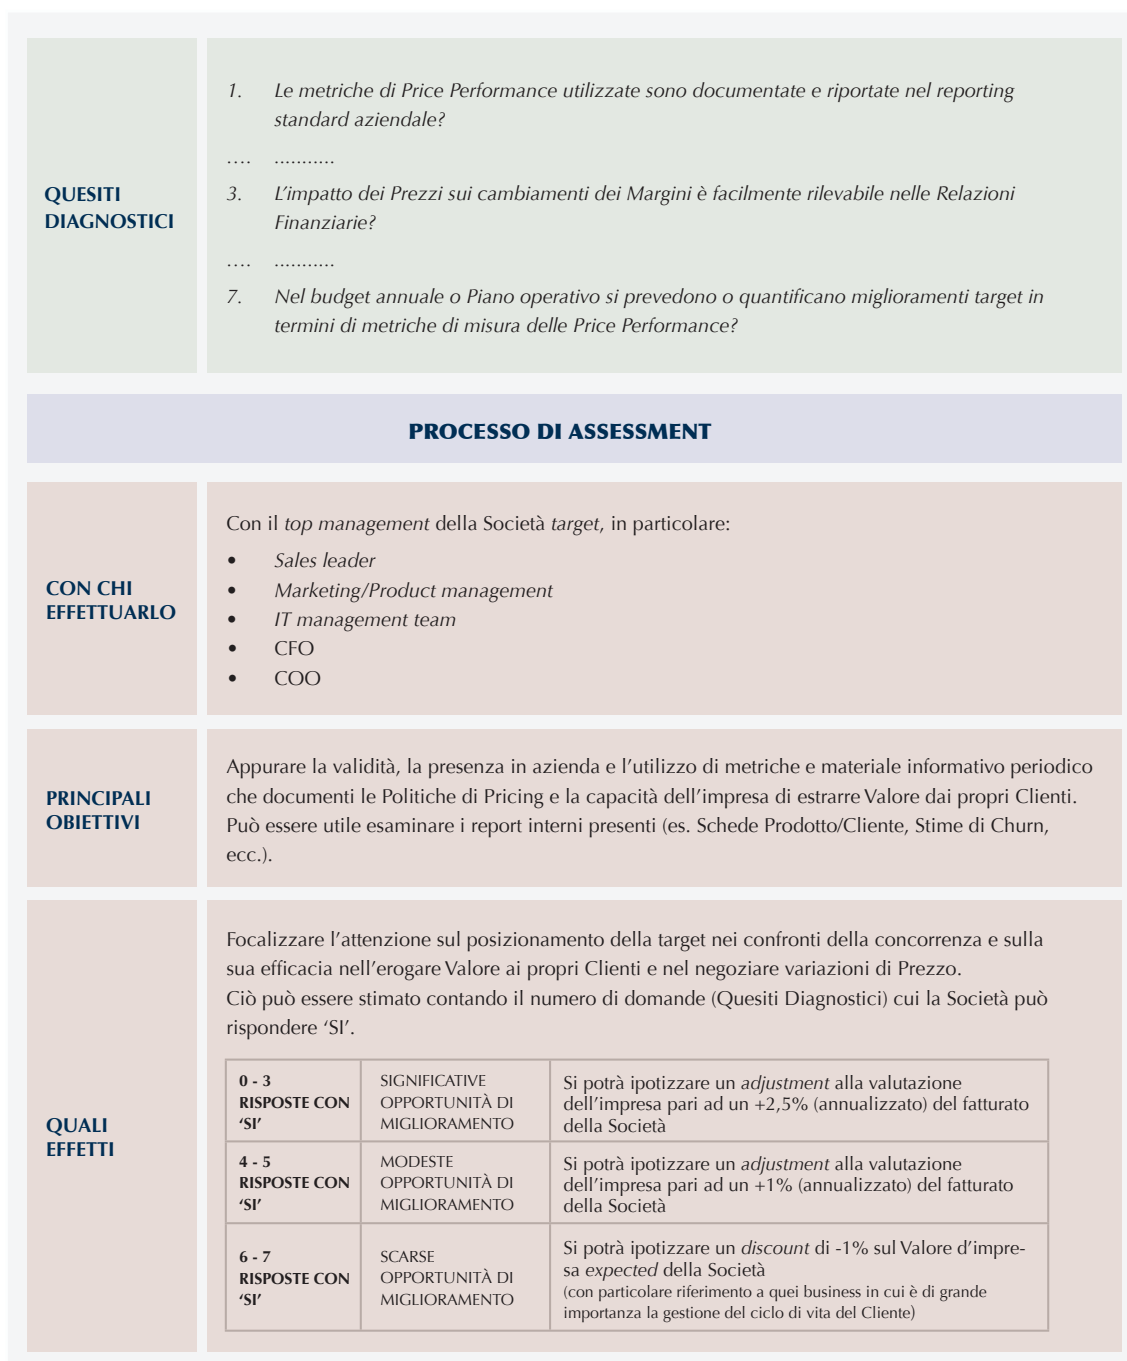 QUESITI
DIAGNOSTICI
1. Le metriche di Price Performance utilizzate sono documentate e riportate nel reporting
standard aziendale?
.... ...........
3. L’impatto dei Prezzi sui cambiamenti dei Margini è facilmente rilevabile nelle Relazioni
Finanziarie?
.... ...........
7. Nel budget annuale o Piano operativo si prevedono o quantificano miglioramenti target in
termini di metriche di misura delle Price Performance?
PROCESSO DI ASSESSMENT
CON CHI
EFFETTUARLO
Con il top management della Società target, in particolare:
• Sales leader
• Marketing/Product management
• IT management team
• CFO
• COO
PRINCIPALI
OBIETTIVI
Appurare la validità, la presenza in azienda e l’utilizzo di metriche e materiale informativo periodico
che documenti le Politiche di Pricing e la capacità dell’impresa di estrarre Valore dai propri Clienti.
Può essere utile esaminare i report interni presenti (es. Schede Prodotto/Cliente, Stime di Churn,
ecc.).
QUALI
EFFETTI
Focalizzare l’attenzione sul posizionamento della target nei confronti della concorrenza e sulla
sua efficacia nell’erogare Valore ai propri Clienti e nel negoziare variazioni di Prezzo.
Ciò può essere stimato contando il numero di domande (Quesiti Diagnostici) cui la Società può
rispondere ‘SI’.
0 - 3
RISPOSTE CON
‘SI’
SIGNIFICATIVE
OPPORTUNITÀ DI
MIGLIORAMENTO
Si potrà ipotizzare un adjustment alla valutazione
dell’impresa pari ad un +2,5% (annualizzato) del fatturato
della Società
4 - 5
RISPOSTE CON
‘SI’
MODESTE
OPPORTUNITÀ DI
MIGLIORAMENTO
Si potrà ipotizzare un adjustment alla valutazione
dell’impresa pari ad un +1% (annualizzato) del fatturato
della Società
6 - 7
RISPOSTE CON
‘SI’
SCARSE
OPPORTUNITÀ DI
MIGLIORAMENTO
Si potrà ipotizzare un discount di -1% sul Valore d’impre-
sa expected della Società
(con particolare riferimento a quei business in cui è di grande
importanza la gestione del ciclo di vita del Cliente)